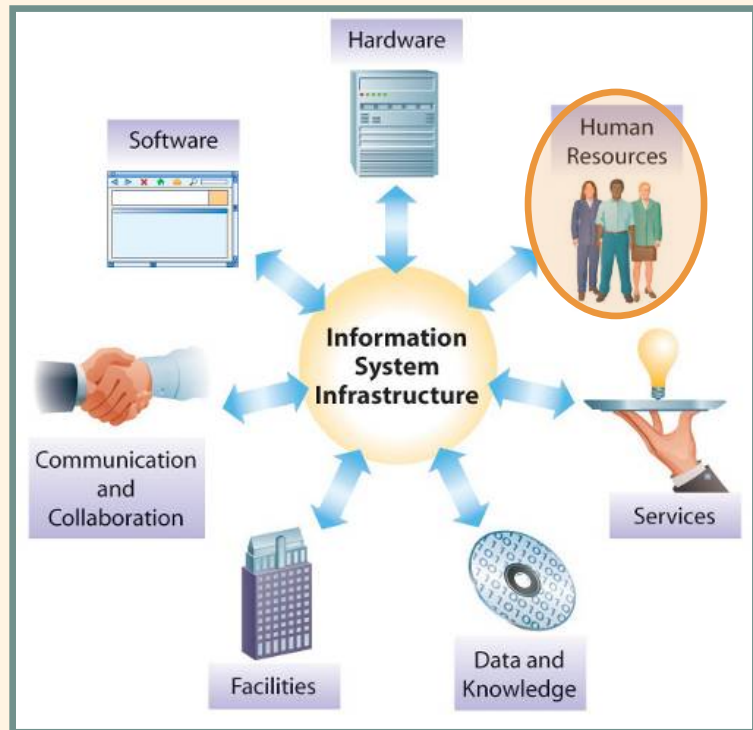 Hardware
Software
Human
Resources
Information
System
Infrastructure
Communication
and
Collaboration
Services
Facilities
Data and
Knowledge